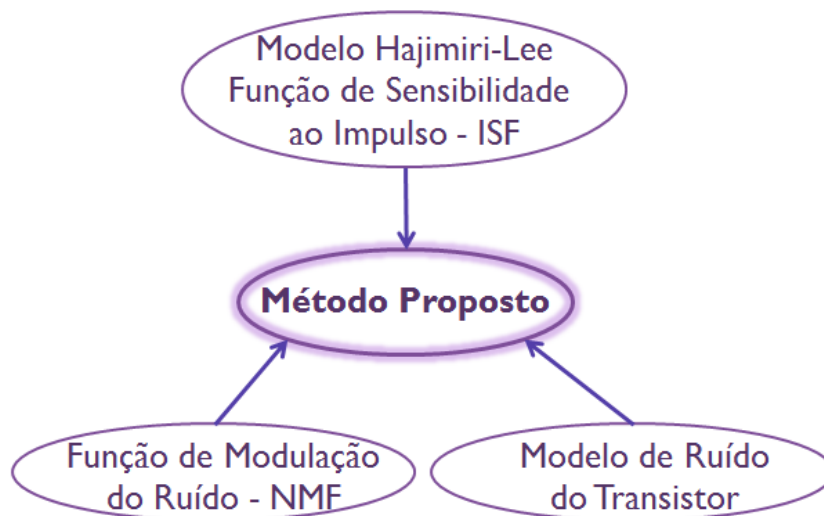 Modelo Hajimiri-Lee
Função de Sensibilidade
ao Impulso - ISF
Método Proposto
Função de Modulação
do Ruído - NMF
Modelo de Ruído
do Transistor